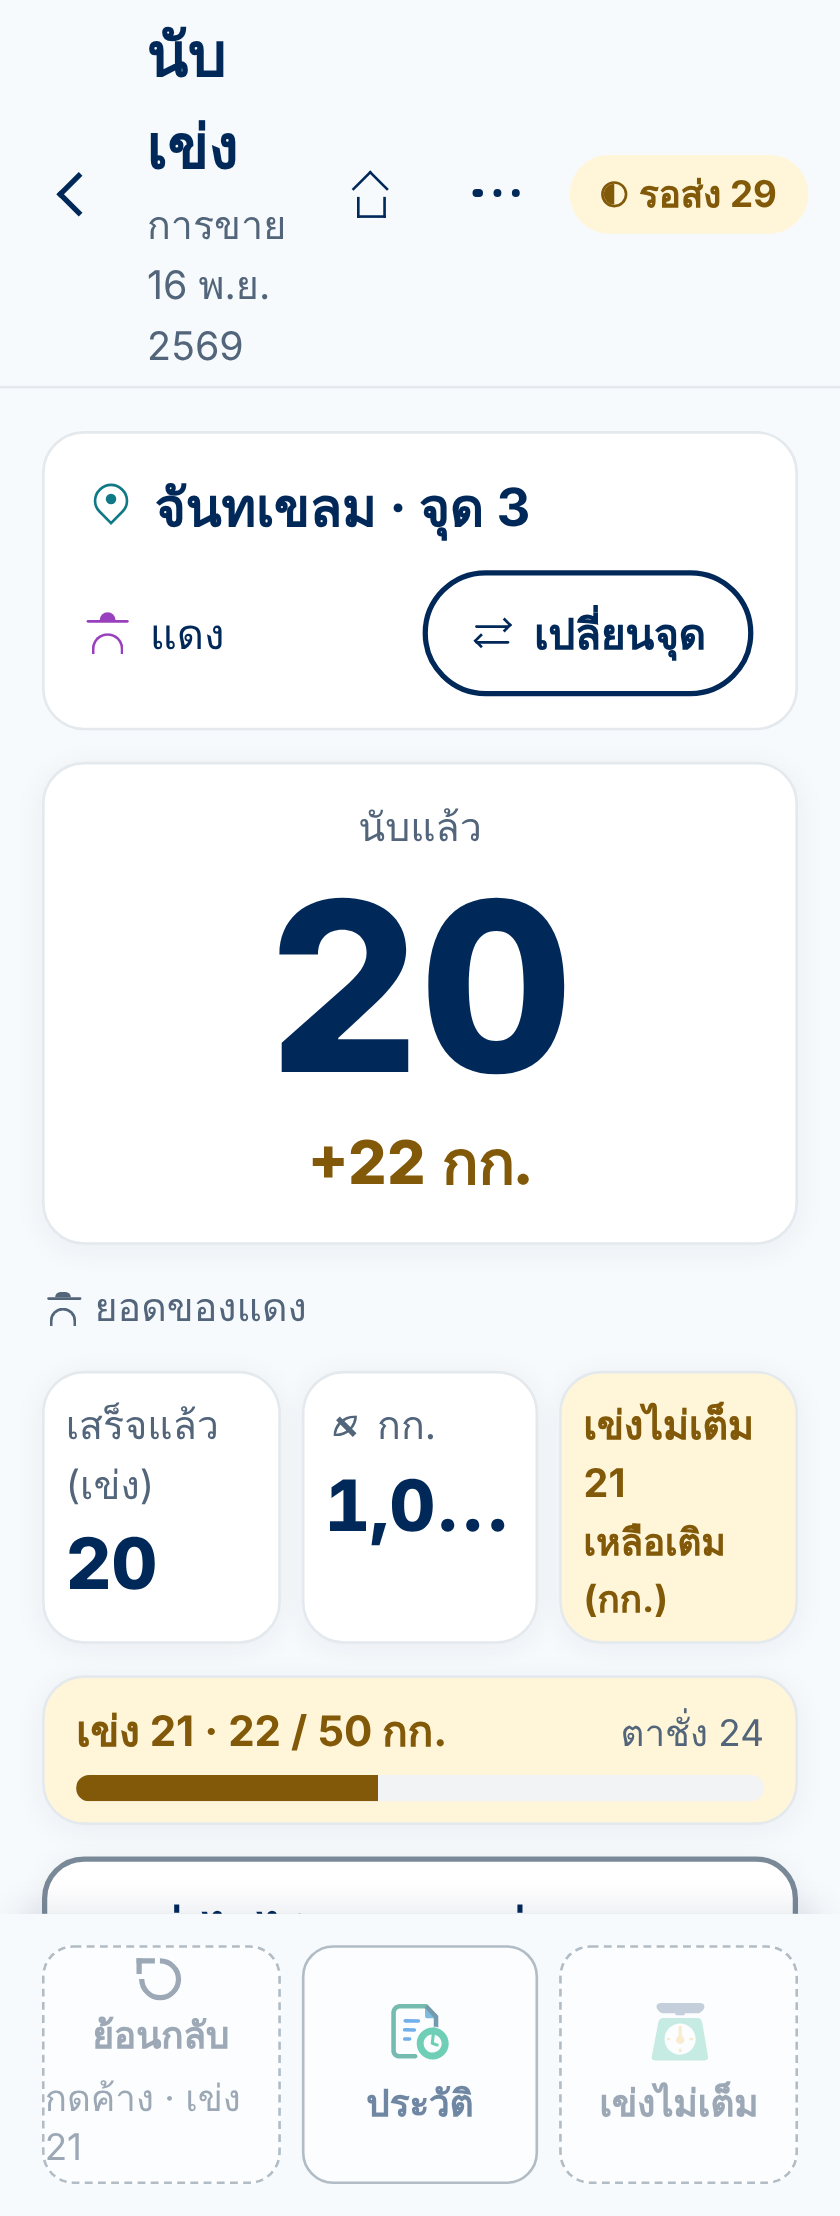 นับ
เข่ง
การขาย
16 พ.ย.
2569
รอส่ง 29
จันทเขลม · จุด 3
แดง
เปลี่ยนจุด
นับแล้ว
20
+22 กก.
ยอดของแดง
เสร็จแล้ว
(เข่ง)
20
กก.
1,0...
เข่งไม่เต็ม
21
เหลือเติม
(กก.)
เข่ง 21 · 22 / 50 กก.
ตาชั่ง 24
ย้อนกลับ
กดค้าง · เข่ง
21
ประวัติ
เข่งไม่เต็ม